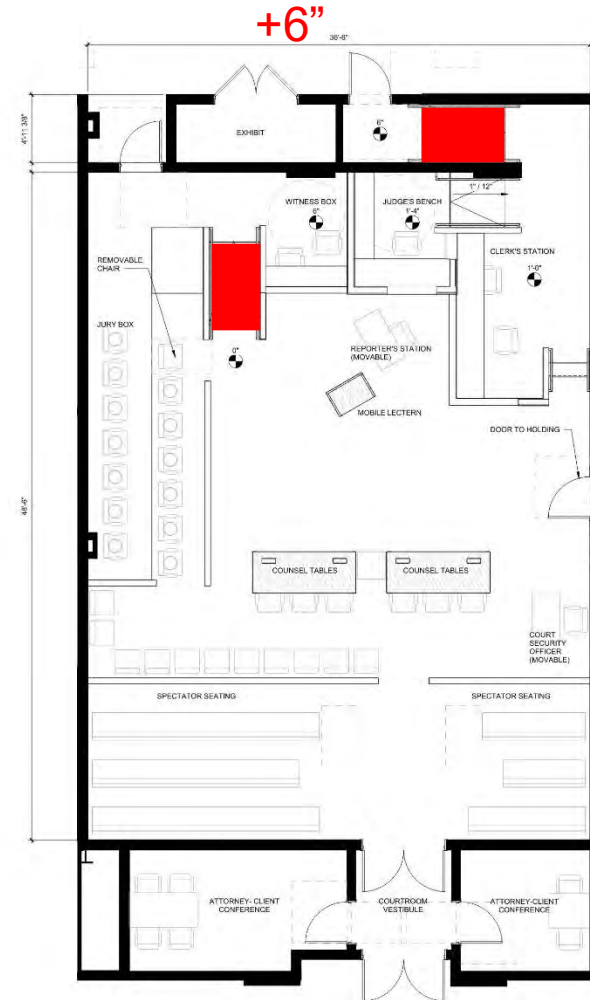 +6”
36'-6"
4'-11 3/8"
EXHIBIT
6"
WITNESS BOX
6"
JUDGE'S BENCH
1'-4"
1" / 12"
CLERK'S STATION
1'-0"
REMOVABLE
CHAIR
JURY BOX
0"
REPORTER'S STATION
(MOVABLE)
MOBILE LECTERN
DOOR TO HOLDING
48'-6"
COUNSEL TABLES
COUNSEL TABLES
COURT
SECURITY
OFFICER
(MOVABLE)
SPECTATOR SEATING
SPECTATOR SEATING
ATTORNEY- CLIENT
CONFERENCE
COURTROOM
VESTIBULE
ATTORNEY-CLIENT
CONFERENCE